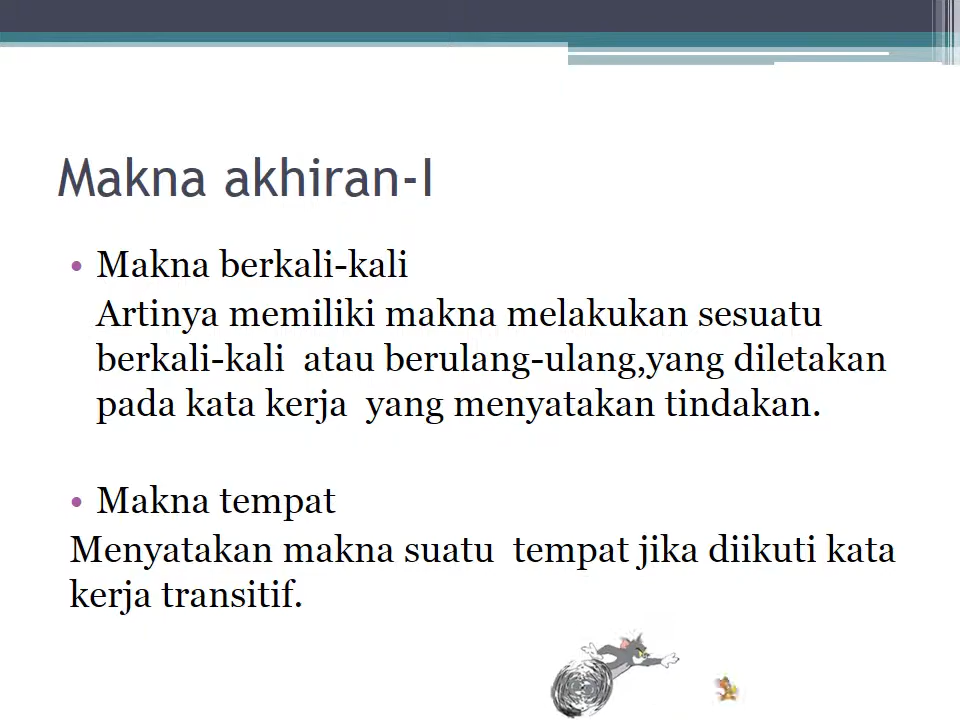 Makna akhiran-I
• Makna berkali-kali
Artinya memiliki makna melakukan sesuatu
berkali-kali atau berulang-ulang,yang diletakan
pada kata kerja yang menyatakan tindakan.
• Makna tempat
Menyatakan makna suatu tempat jika diikuti kata
kerja transitif.